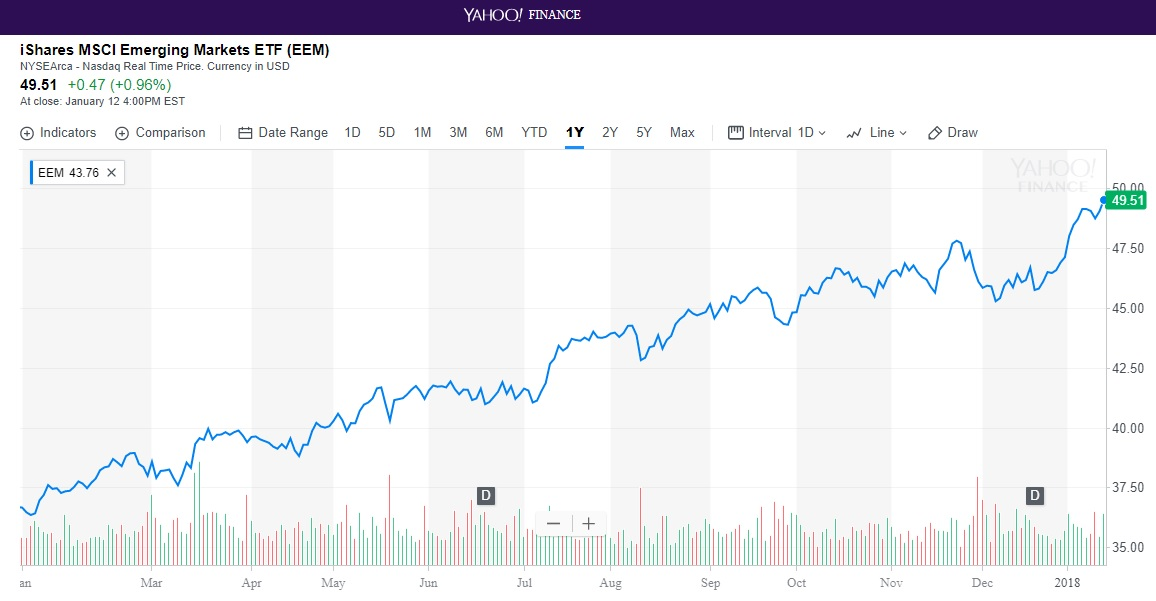 YAHOO! FINANCE
iShares MSCI Emerging Markets ETF (EEM)
NYSEArca - Nasdaq Real Time Price. Currency in USD
49.51 +0.47 (+0.96%)
At close: January 12 4:00PM EST
Indicators Comparison Date Range 1D 5D 1M 3M 6M YTD 1Y 2Y 5Y Max Interval 1D Line Draw
EEM 43.76
YAHOO!
FINANCE
50.00
49.51
47.50
45.00
42.50
40.00
37.50
D D
35.00
an Mar Apr May Jun Jul Aug Sep Oct Nov Dec 2018